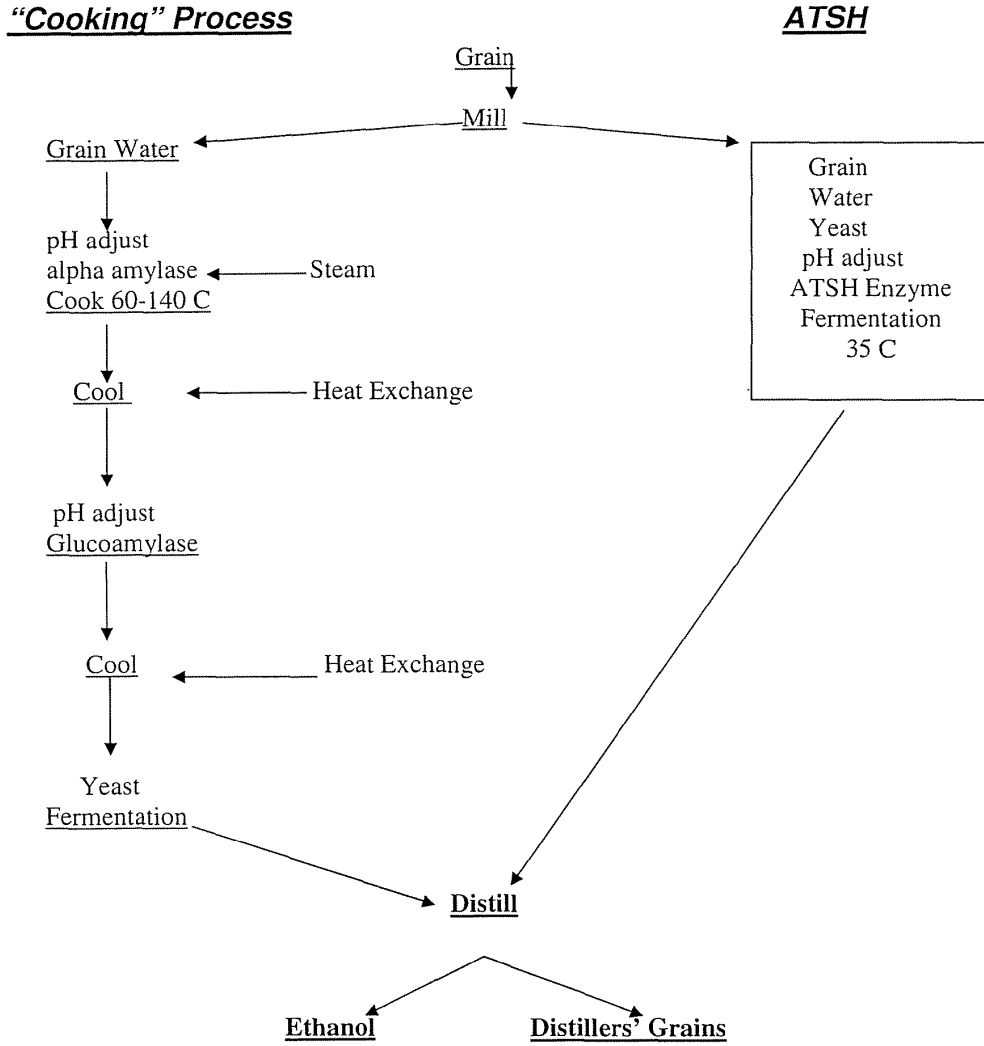 “Cooking” Process
ATSH
Grain
Mill
Grain Water
pH adjust
alpha amylase
Cook 60-140 C
Steam
Cool
Heat Exchange
pH adjust
Glucoamylase
Cool
Heat Exchange
Yeast
Fermentation
Grain
Water
Yeast
pH adjust
ATSH Enzyme
Fermentation
35 C
Distill
Ethanol
Distillers’ Grains